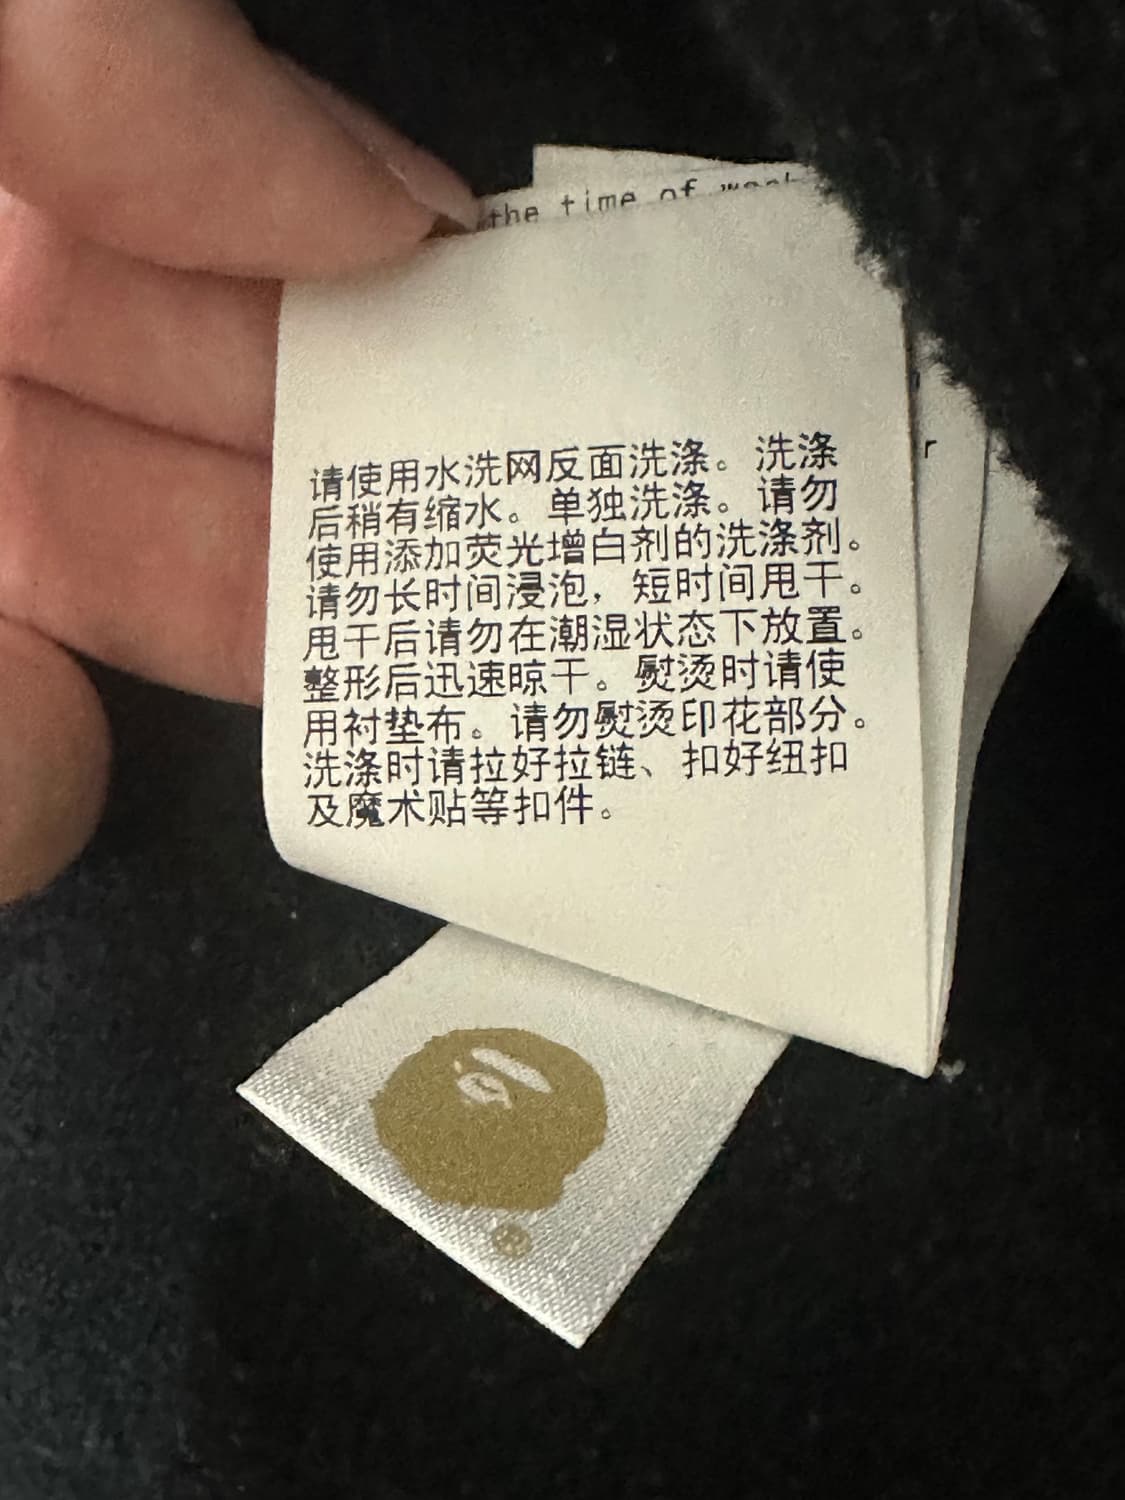 the time of
r
请使用水洗网反面洗涤。洗涤
后稍有缩水。单独洗涤。请勿
使用添加荧光增白剂的洗涤剂。
请勿长时间浸泡，短时间甩干。
甩干后请勿在潮湿状态下放置。
整形后迅速晾干。熨烫时请使
用衬垫布。请勿熨烫印花部分。
洗涤时请拉好拉链、扣好纽扣
及魔术贴等扣件。
®